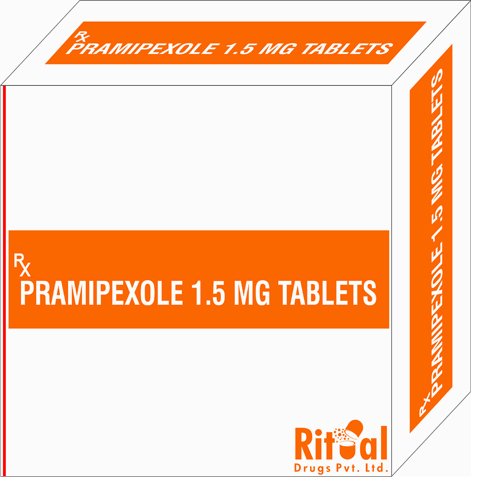 Rx
PRAMIPEXOLE 1.5 MG TABLETS
Rx
PRAMIPEXOLE 1.5 MG TABLETS
Rx PRAMIPEXOLE 1.5 MG TABLETS
Ritual
Drugs Pvt. Ltd.